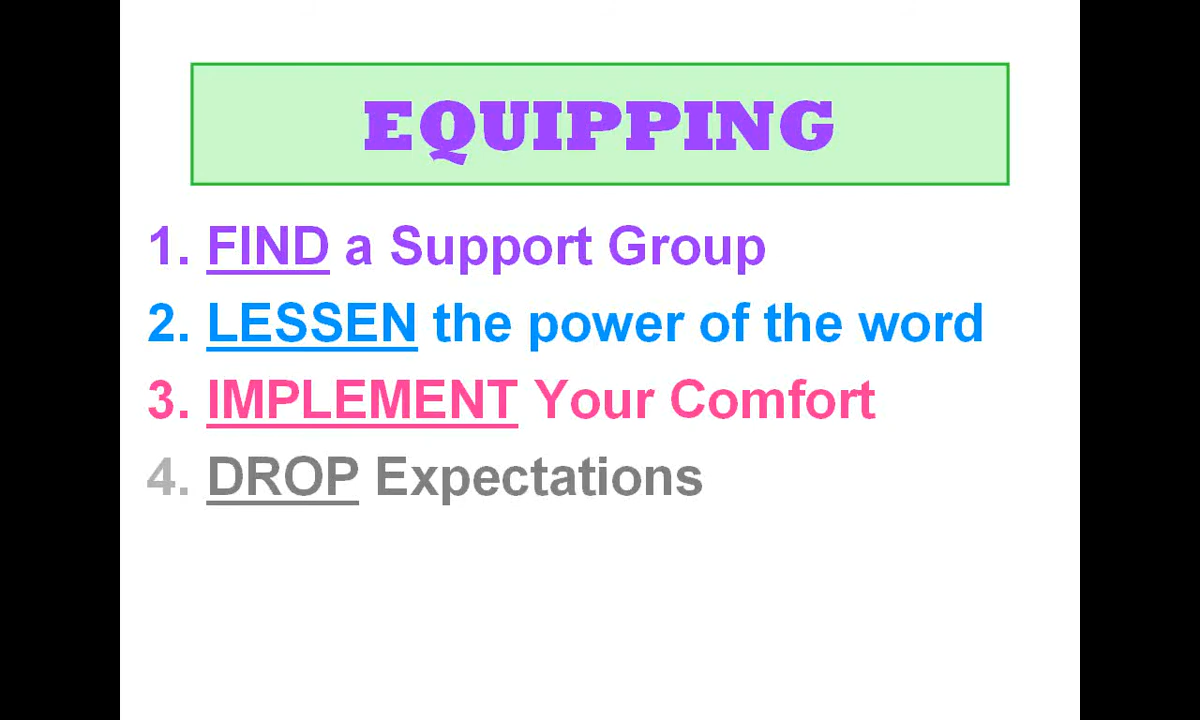 EQUIPPING
1. FIND a Support Group
2. LESSEN the power of the word
3. IMPLEMENT Your Comfort
4. DROP Expectations